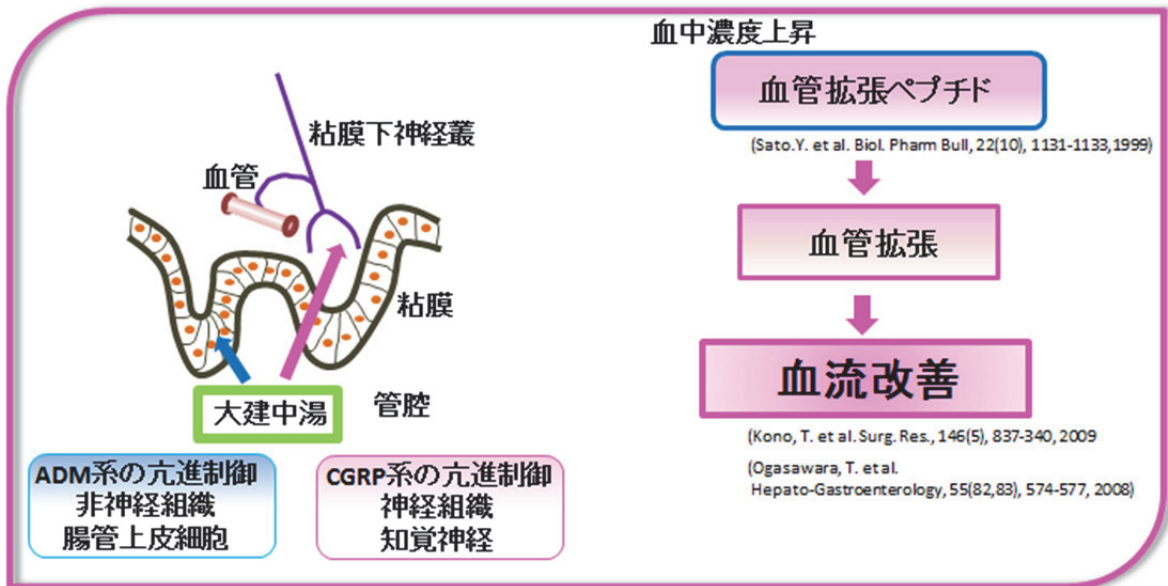 粘膜下神経叢
血管
粘膜
管腔
大建中湯
ADM系の亢進制御
非神経組織
腸管上皮細胞
CGRP系の亢進制御
神経組織
知覚神経
血中濃度上昇
血管拡張ペプチド
(Sato.Y. et al. Biol. Pharm Bull, 22(10), 1131-1133,1999)
血管拡張
血流改善
(Kono, T. et al. Surg. Res., 146(5), 837-340, 2009
(Ogasawara, T. et al.
Hepato-Gastroenterology, 55(82,83), 574-577, 2008)